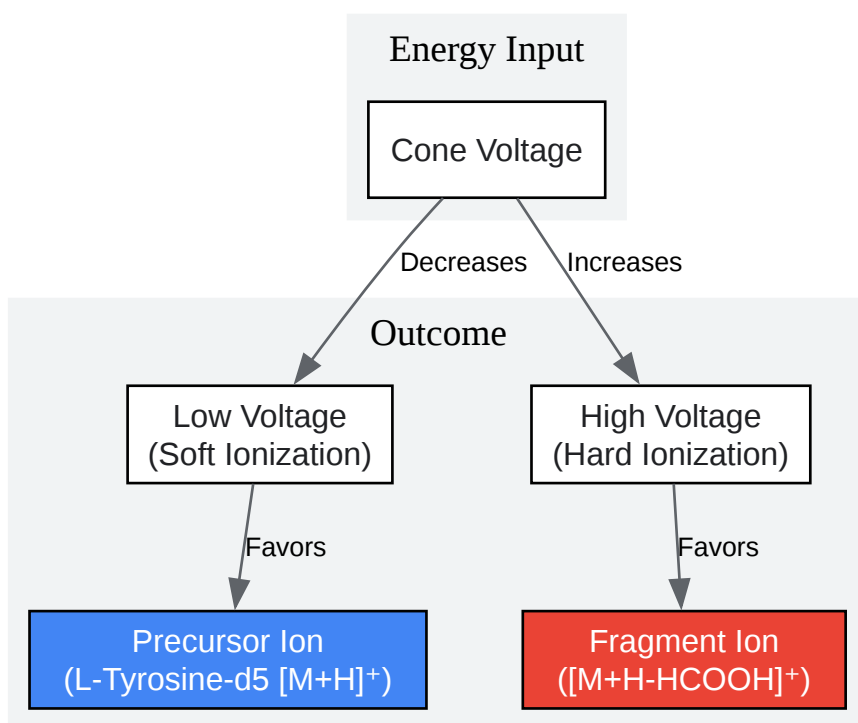 Energy Input
Cone Voltage
Decreases
Increases
Outcome
Low Voltage
(Soft Ionization)
High Voltage
(Hard Ionization)
Favors
Favors
Precursor Ion
(L-Tyrosine-d5 [M+H]⁺)
Fragment Ion
([M+H-HCOOH]⁺)